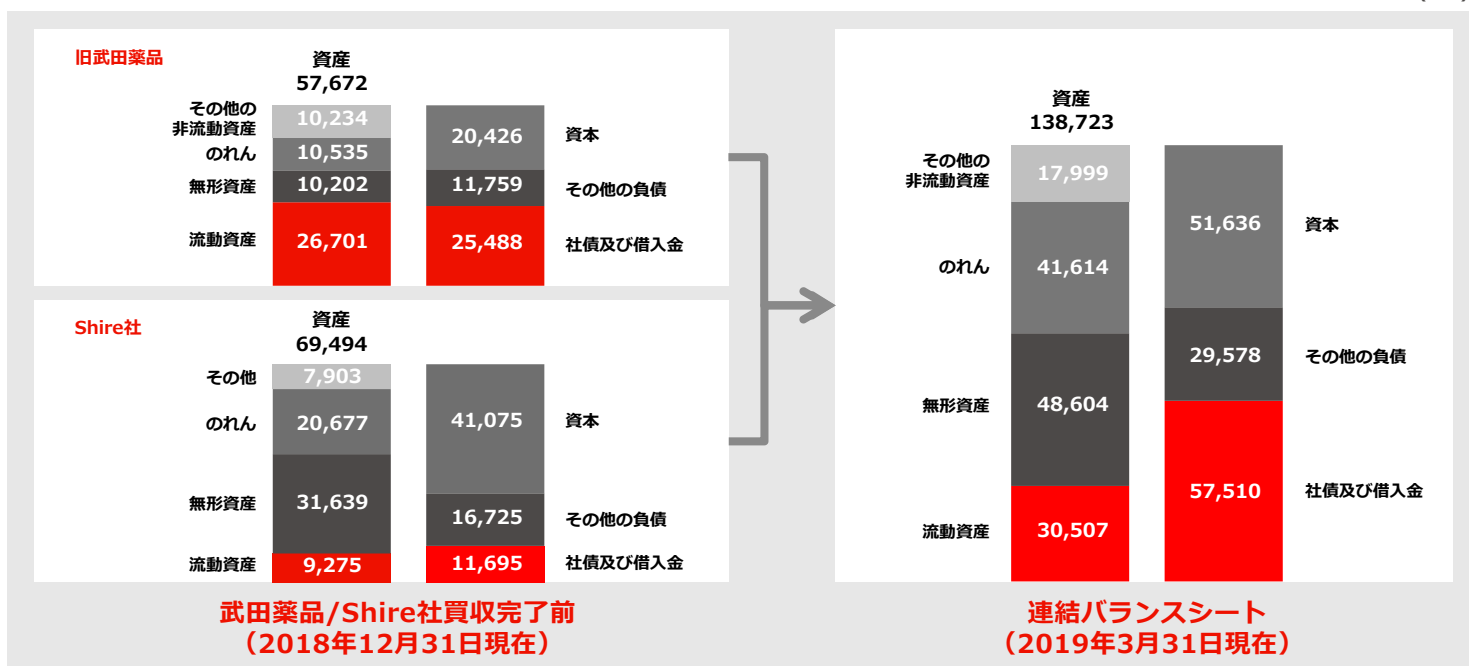 旧武田薬品
資産
57,672
その他の
非流動資産
10,234
のれん
10,535
無形資産
10,202
流動資産
26,701
20,426
資本
11,759
その他の負債
25,488
社債及び借入金
Shire社
資産
69,494
その他
7,903
のれん
20,677
無形資産
31,639
流動資産
9,275
41,075
資本
16,725
その他の負債
11,695
社債及び借入金
武田薬品/Shire社買収完了前
（2018年12月31日現在）
資産
138,723
その他の
非流動資産
17,999
のれん
41,614
無形資産
48,604
流動資産
30,507
51,636
資本
29,578
その他の負債
57,510
社債及び借入金
連結バランスシート
（2019年3月31日現在）